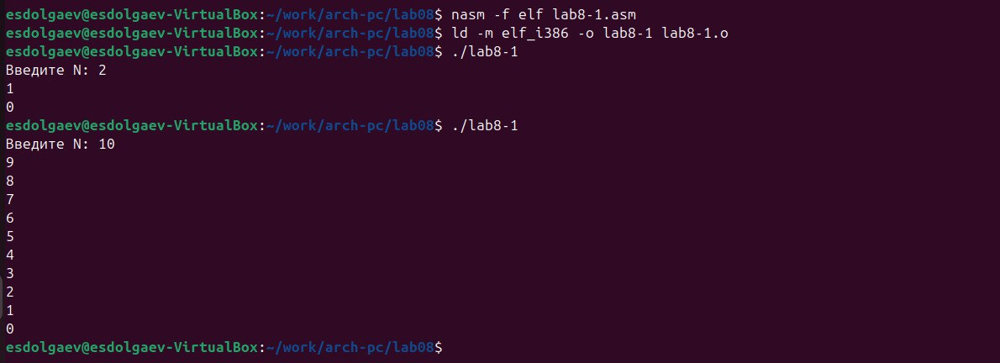 esdolgaev@esdolgaev-VirtualBox:~/work/arch-pc/lab08$ nasm -f elf lab8-1.asm
esdolgaev@esdolgaev-VirtualBox:~/work/arch-pc/lab08$ ld -m elf_i386 -o lab8-1 lab8-1.o
esdolgaev@esdolgaev-VirtualBox:~/work/arch-pc/lab08$ ./lab8-1
Введите N: 2
1
0
esdolgaev@esdolgaev-VirtualBox:~/work/arch-pc/lab08$ ./lab8-1
Введите N: 10
9
8
7
6
5
4
3
2
1
0
esdolgaev@esdolgaev-VirtualBox:~/work/arch-pc/lab08$